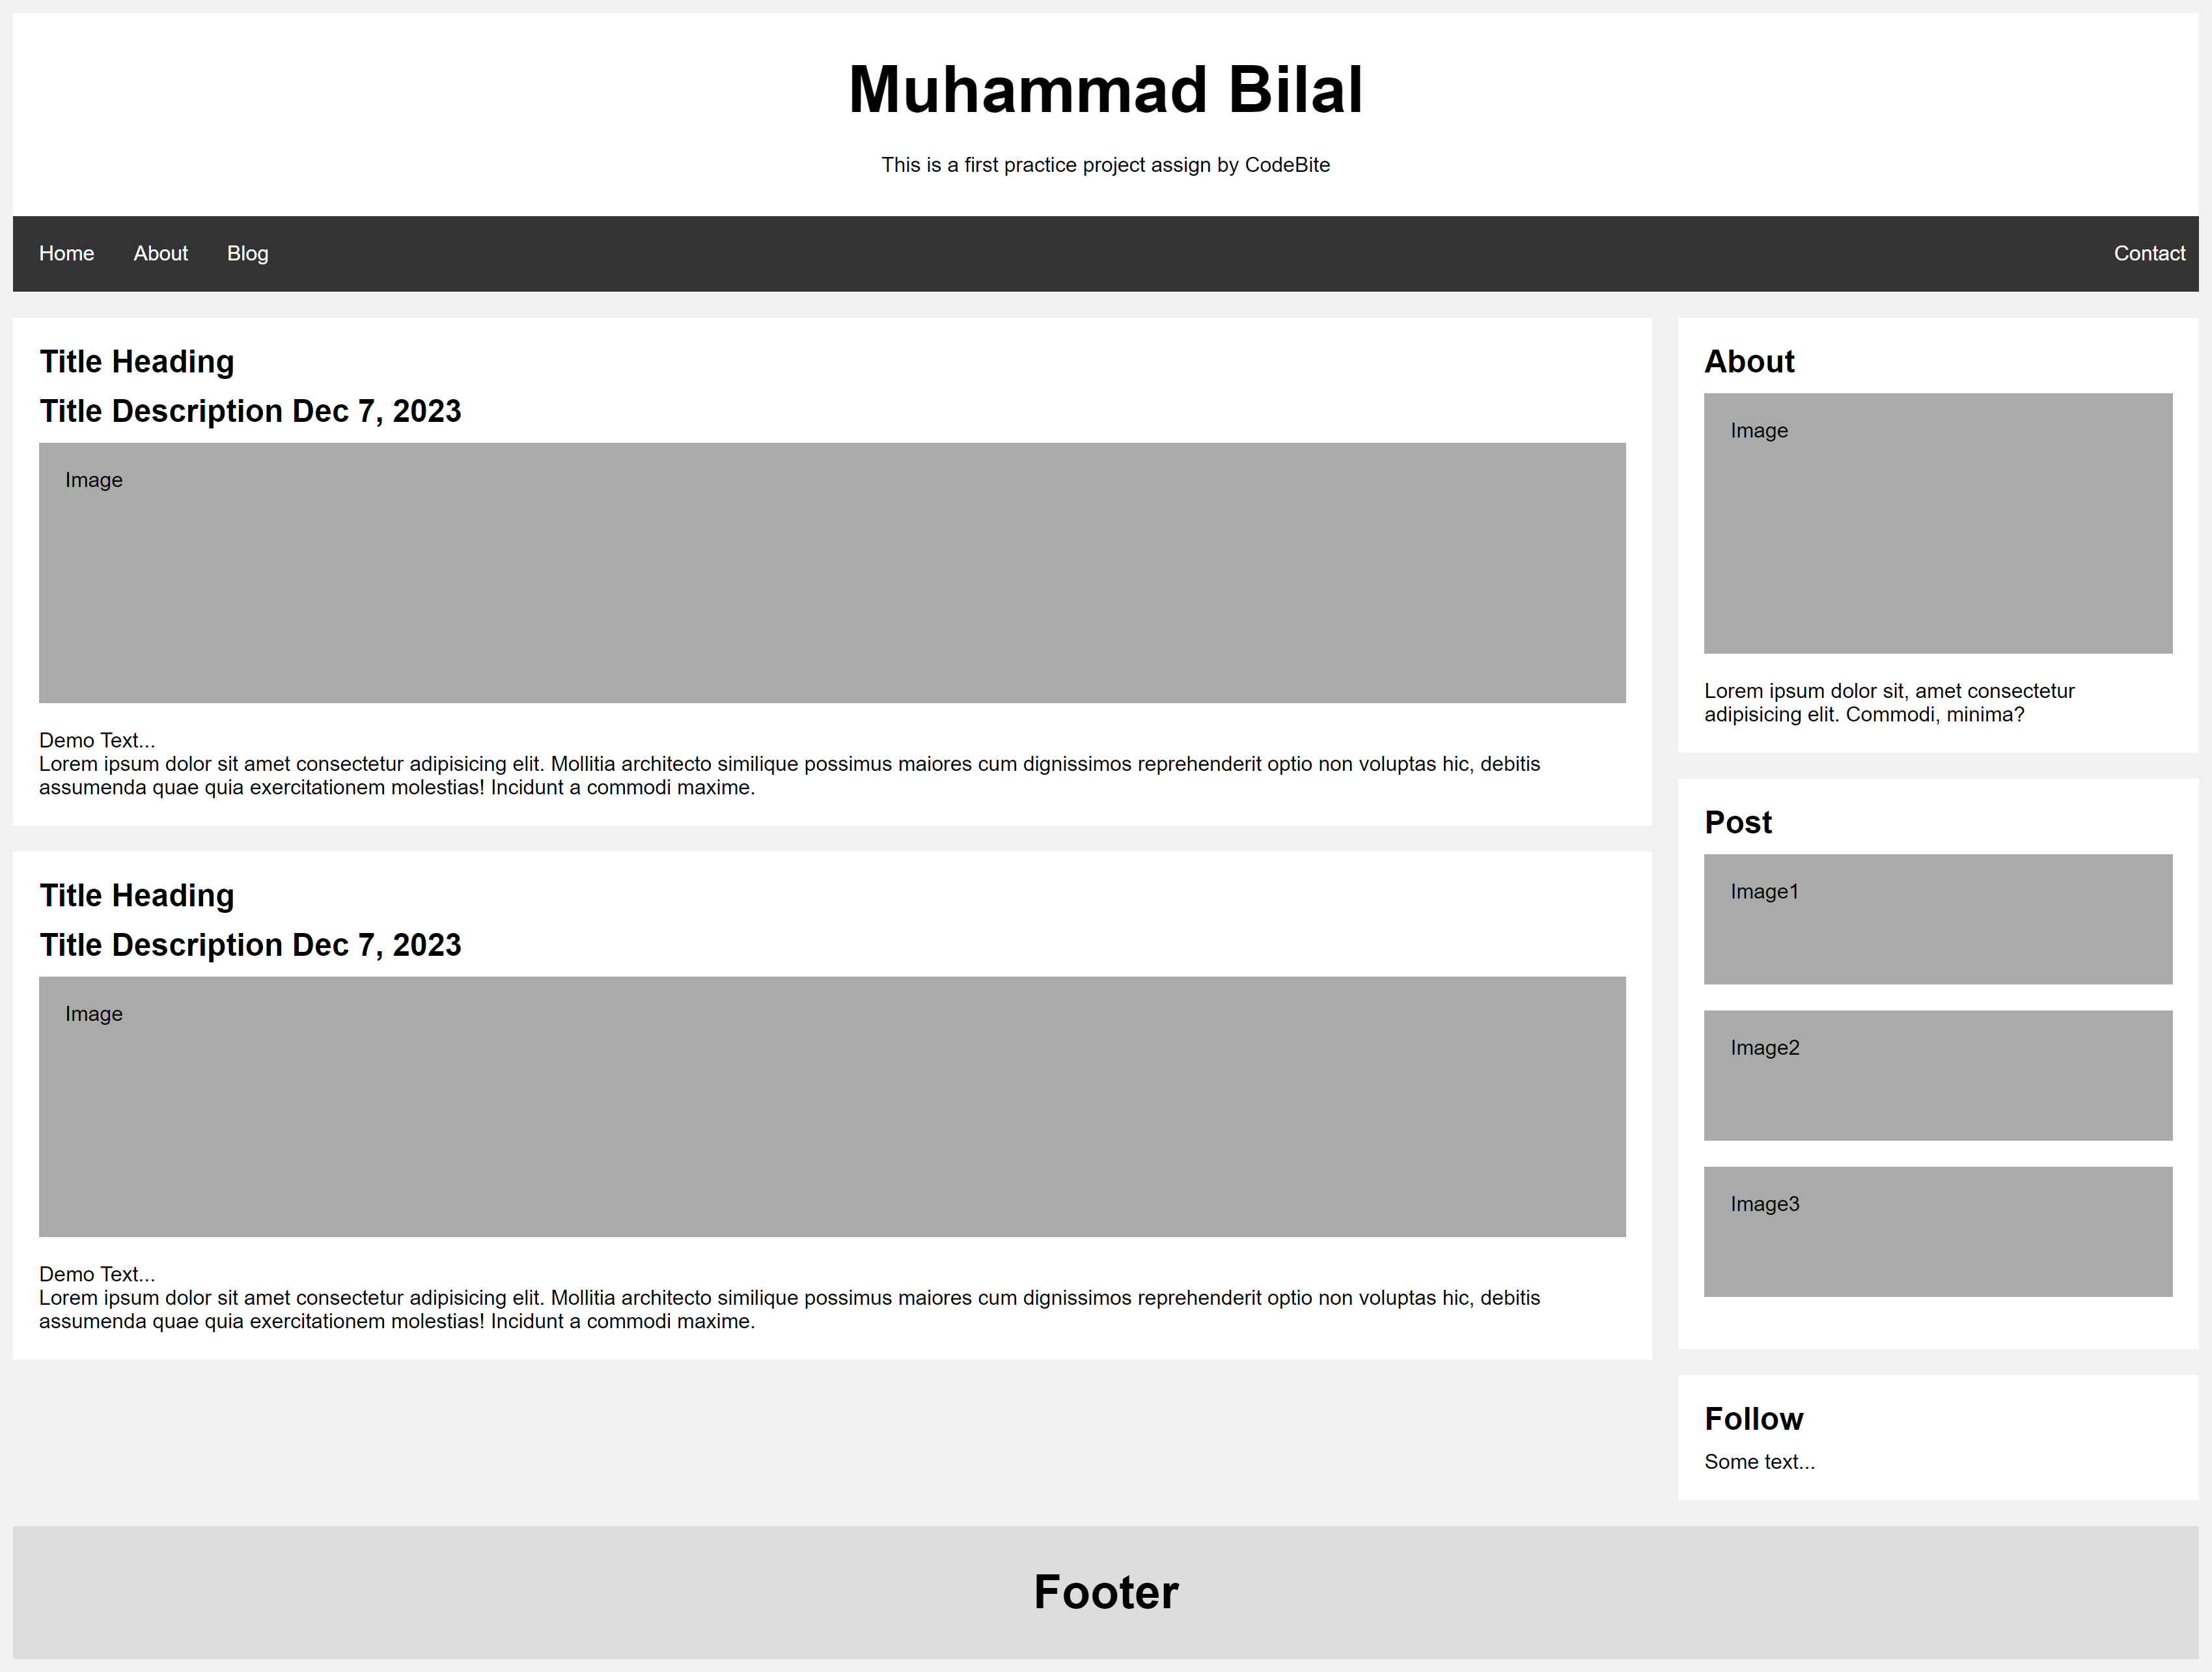 Muhammad Bilal
This is a first practice project assign by CodeBite
Home About Blog Contact
Title Heading
Title Description Dec 7, 2023
Image
Demo Text...
Lorem ipsum dolor sit amet consectetur adipisicing elit. Mollitia architecto similique possimus maiores cum dignissimos reprehenderit optio non voluptas hic, debitis
assumenda quae quia exercitationem molestias! Incidunt a commodi maxime.
Title Heading
Title Description Dec 7, 2023
Image
Demo Text...
Lorem ipsum dolor sit amet consectetur adipisicing elit. Mollitia architecto similique possimus maiores cum dignissimos reprehenderit optio non voluptas hic, debitis
assumenda quae quia exercitationem molestias! Incidunt a commodi maxime.
About
Image
Lorem ipsum dolor sit, amet consectetur
adipisicing elit. Commodi, minima?
Post
Image1
Image2
Image3
Follow
Some text...
Footer